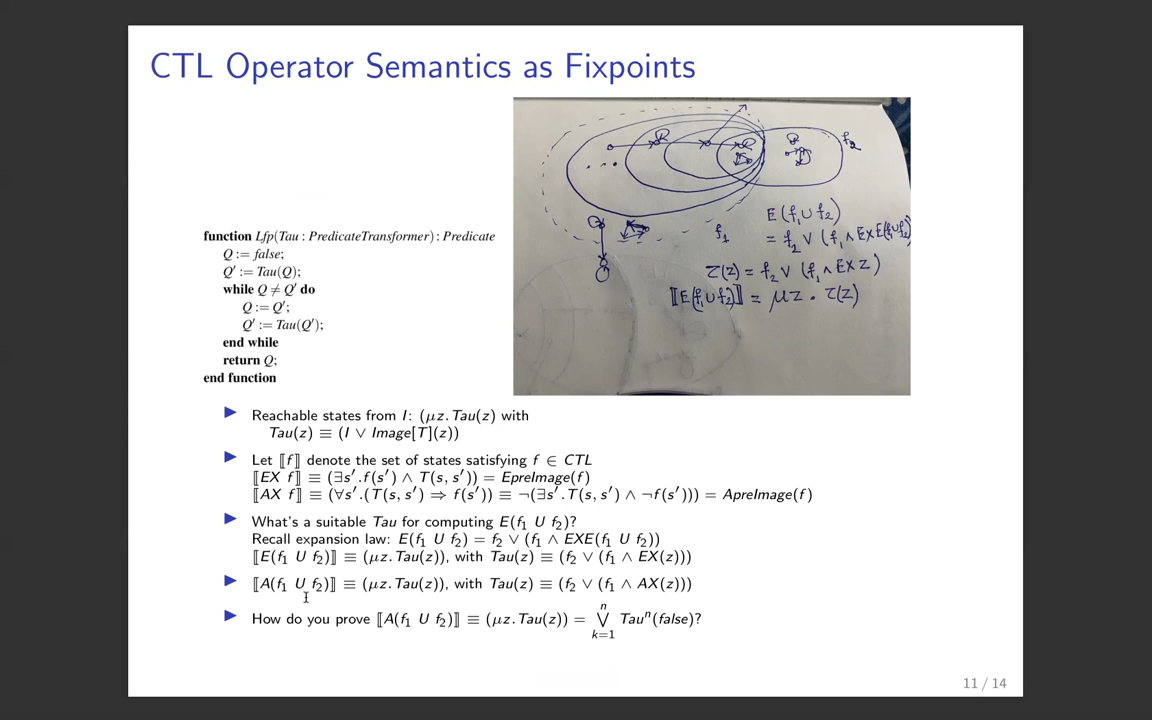 CTL Operator Semantics as Fixpoints
f₂
E(f₁ U f₂)
= f₂ ∨ (f₁ ∧ EX E(f₁ U f₂))
f₁
τ(z) = f₂ ∨ (f₁ ∧ EX z)
⟦E(f₁ U f₂)⟧ = μz . τ(z)
function Lfp(Tau : PredicateTransformer) : Predicate
Q := false;
Q′ := Tau(Q);
while Q ≠ Q′ do
Q := Q′;
Q′ := Tau(Q′);
end while
return Q;
end function
▶ Reachable states from I: (μz.Tau(z) with
Tau(z) ≡ (I ∨ Image[T](z))
▶ Let ⟦f⟧ denote the set of states satisfying f ∈ CTL
⟦EX f⟧ ≡ (∃s′.f(s′) ∧ T(s, s′)) = EpreImage(f)
⟦AX f⟧ ≡ (∀s′.(T(s, s′) ⇒ f(s′)) ≡ ¬(∃s′.T(s, s′) ∧ ¬f(s′))) = ApreImage(f)
▶ What's a suitable Tau for computing E(f₁ U f₂)?
Recall expansion law: E(f₁ U f₂) = f₂ ∨ (f₁ ∧ EXE(f₁ U f₂))
⟦E(f₁ U f₂)⟧ ≡ (μz.Tau(z)), with Tau(z) ≡ (f₂ ∨ (f₁ ∧ EX(z)))
▶ ⟦A(f₁ U f₂)⟧ ≡ (μz.Tau(z)), with Tau(z) ≡ (f₂ ∨ (f₁ ∧ AX(z)))
▶ How do you prove ⟦A(f₁ U f₂)⟧ ≡ (μz.Tau(z)) = ⋁ₖ₌₁ⁿ Tauⁿ(false)?
11 / 14